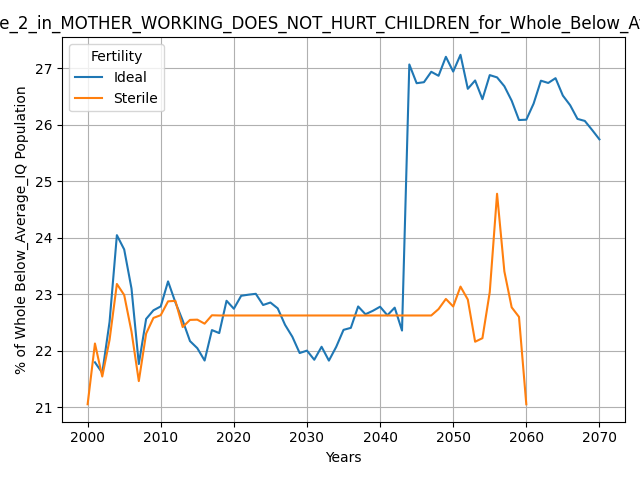 e_2_in_MOTHER_WORKING_DOES_NOT_HURT_CHILDREN_for_Whole_Below_A
Fertility
Ideal
Sterile
% of Whole Below_Average_IQ Population
27
26
25
24
23
22
21
2000 2010 2020 2030 2040 2050 2060 2070
Years